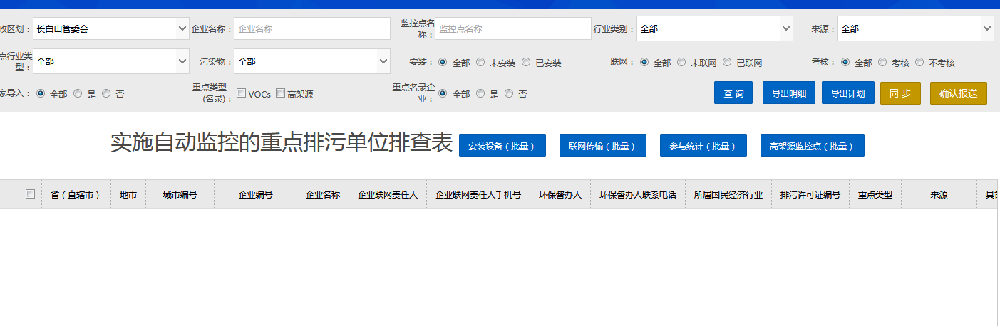 政区划： 长白山管委会 企业名称： 企业名称 监控点名称： 监控点名称 行业类别： 全部 来源： 全部
点行业类型： 全部 污染物： 全部 安装： 全部 未安装 已安装 联网： 全部 未联网 已联网 考核： 全部 考核 不考核
家导入： 全部 是 否 重点类型(名录)： VOCs 高架源 重点名录企业： 全部 是 否 查 询 导出明细 导出计划 同 步 确认报送
实施自动监控的重点排污单位排查表 安装设备（批量） 联网传输（批量） 参与统计（批量） 高架源监控点（批量）
省（直辖市） 地市 城市编号 企业编号 企业名称 企业联网责任人 企业联网责任人手机号 环保督办人 环保督办人联系电话 所属国民经济行业 排污许可证编号 重点类型 来源 具